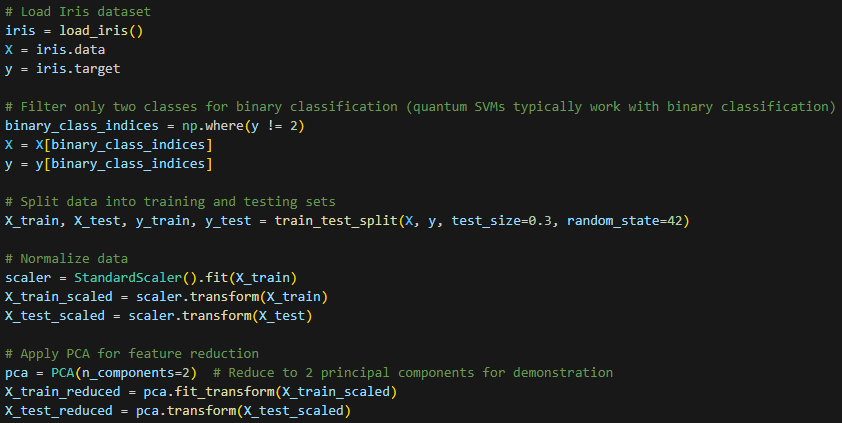 # Load Iris dataset
iris = load_iris()
X = iris.data
y = iris.target
# Filter only two classes for binary classification (quantum SVMs typically work with binary classification)
binary_class_indices = np.where(y != 2)
X = X[binary_class_indices]
y = y[binary_class_indices]
# Split data into training and testing sets
X_train, X_test, y_train, y_test = train_test_split(X, y, test_size=0.3, random_state=42)
# Normalize data
scaler = StandardScaler().fit(X_train)
X_train_scaled = scaler.transform(X_train)
X_test_scaled = scaler.transform(X_test)
# Apply PCA for feature reduction
pca = PCA(n_components=2)  # Reduce to 2 principal components for demonstration
X_train_reduced = pca.fit_transform(X_train_scaled)
X_test_reduced = pca.transform(X_test_scaled)